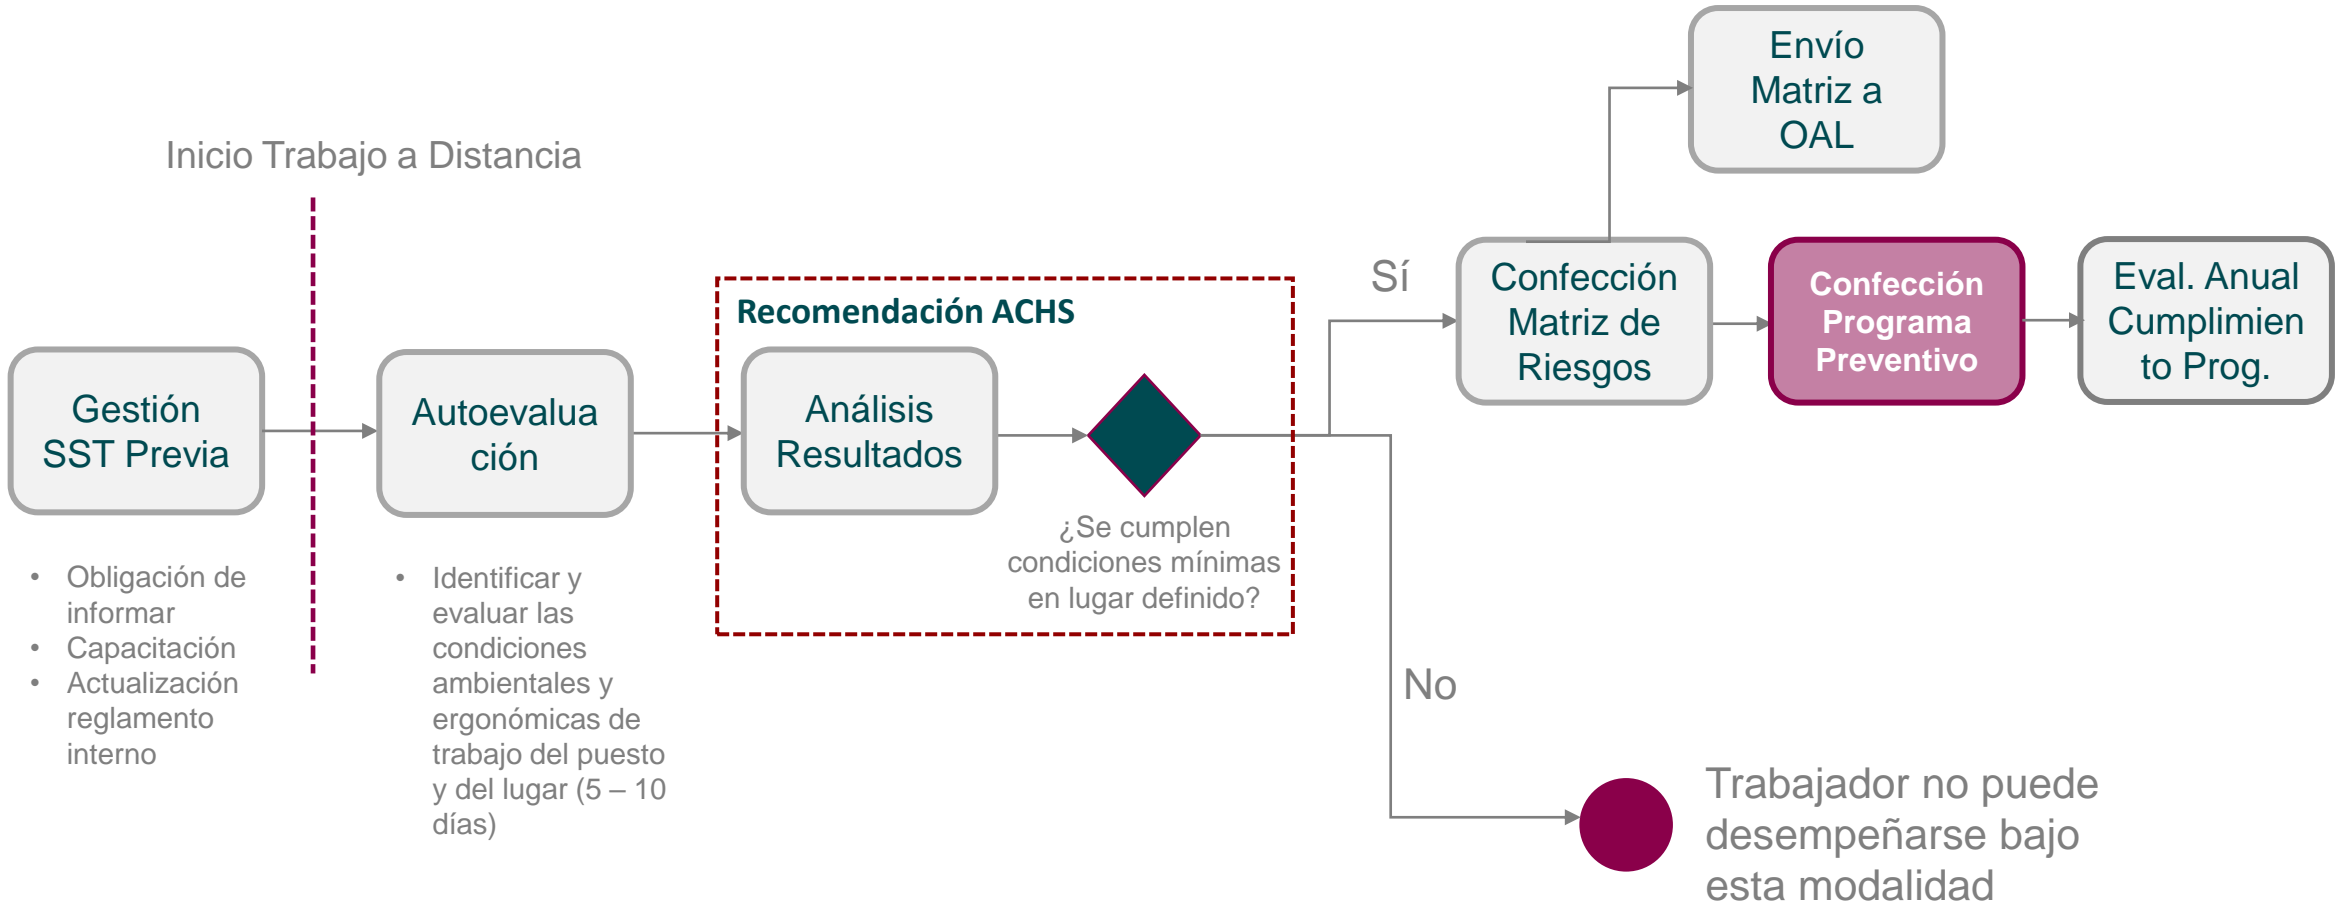 Envío
Matriz a
OAL
Inicio Trabajo a Distancia
Sí
Confección
Matriz de
Riesgos
Confección
Programa
Preventivo
Eval. Anual
Cumplimien
to Prog.
Recomendación ACHS
Gestión
SST Previa
Autoevalua
ción
Análisis
Resultados
¿Se cumplen
condiciones mínimas
en lugar definido?
• Obligación de
informar
• Capacitación
• Actualización
reglamento
interno
• Identificar y
evaluar las
condiciones
ambientales y
ergonómicas de
trabajo del puesto
y del lugar (5 – 10
días)
No
Trabajador no puede
desempeñarse bajo
esta modalidad